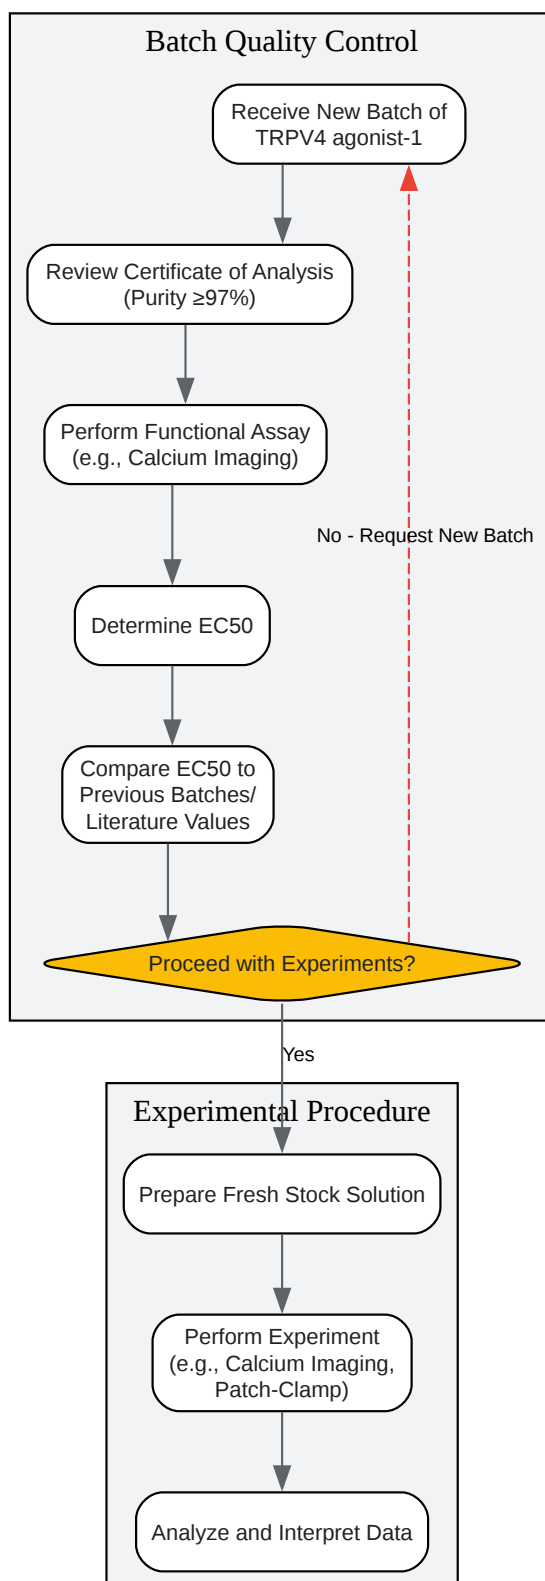 Batch Quality Control
Receive New Batch of
TRPV4 agonist-1
Review Certificate of Analysis
(Purity ≥97%)
Perform Functional Assay
(e.g., Calcium Imaging)
No - Request New Batch
Determine EC50
Compare EC50 to
Previous Batches/
Literature Values
Proceed with Experiments?
Yes
Experimental Procedure
Prepare Fresh Stock Solution
Perform Experiment
(e.g., Calcium Imaging,
Patch-Clamp)
Analyze and Interpret Data